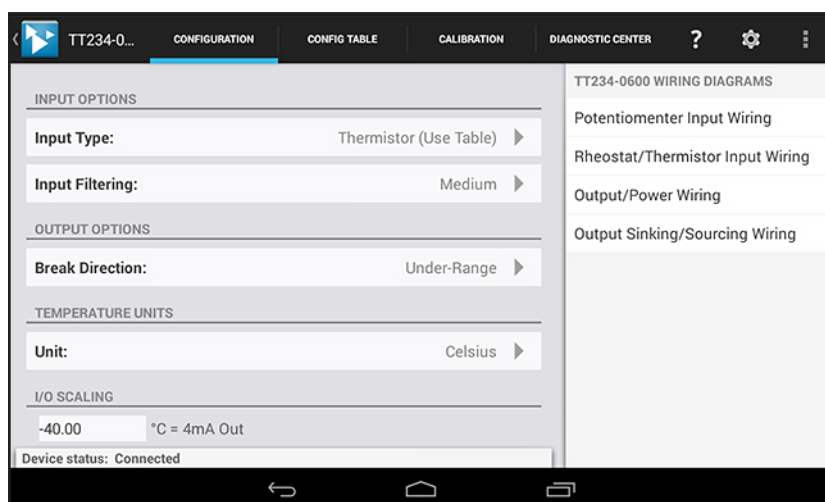 TT234-0... CONFIGURATION CONFIG TABLE CALIBRATION DIAGNOSTIC CENTER ?
INPUT OPTIONS
Input Type: Thermistor (Use Table)
Input Filtering: Medium
OUTPUT OPTIONS
Break Direction: Under-Range
TEMPERATURE UNITS
Unit: Celsius
I/O SCALING
-40.00 °C = 4mA Out
Device status: Connected
TT234-0600 WIRING DIAGRAMS
Potentiomenter Input Wiring
Rheostat/Thermistor Input Wiring
Output/Power Wiring
Output Sinking/Sourcing Wiring